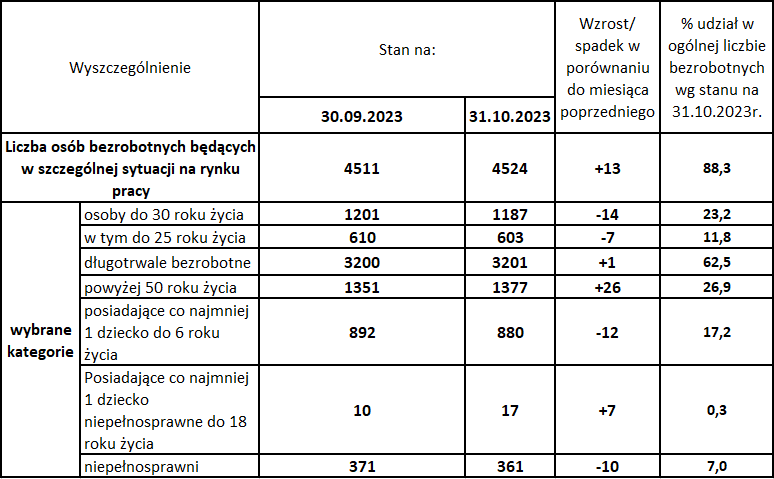 Wyszczególnienie
Stan na:
Wzrost/
spadek w
porównaniu
do miesiąca
poprzedniego
% udział w
ogólnej liczbie
bezrobotnych
wg stanu na
31.10.2023r.
30.09.2023
31.10.2023
Liczba osób bezrobotnych będących
w szczególnej sytuacji na rynku
pracy
4511
4524
+13
88,3
wybrane
kategorie
osoby do 30 roku życia
1201
1187
-14
23,2
w tym do 25 roku życia
610
603
-7
11,8
długotrwale bezrobotne
3200
3201
+1
62,5
powyżej 50 roku życia
1351
1377
+26
26,9
posiadające co najmniej
1 dziecko do 6 roku
życia
892
880
-12
17,2
Posiadające co najmniej
1 dziecko
niepełnosprawne do 18
roku życia
10
17
+7
0,3
niepełnosprawni
371
361
-10
7,0